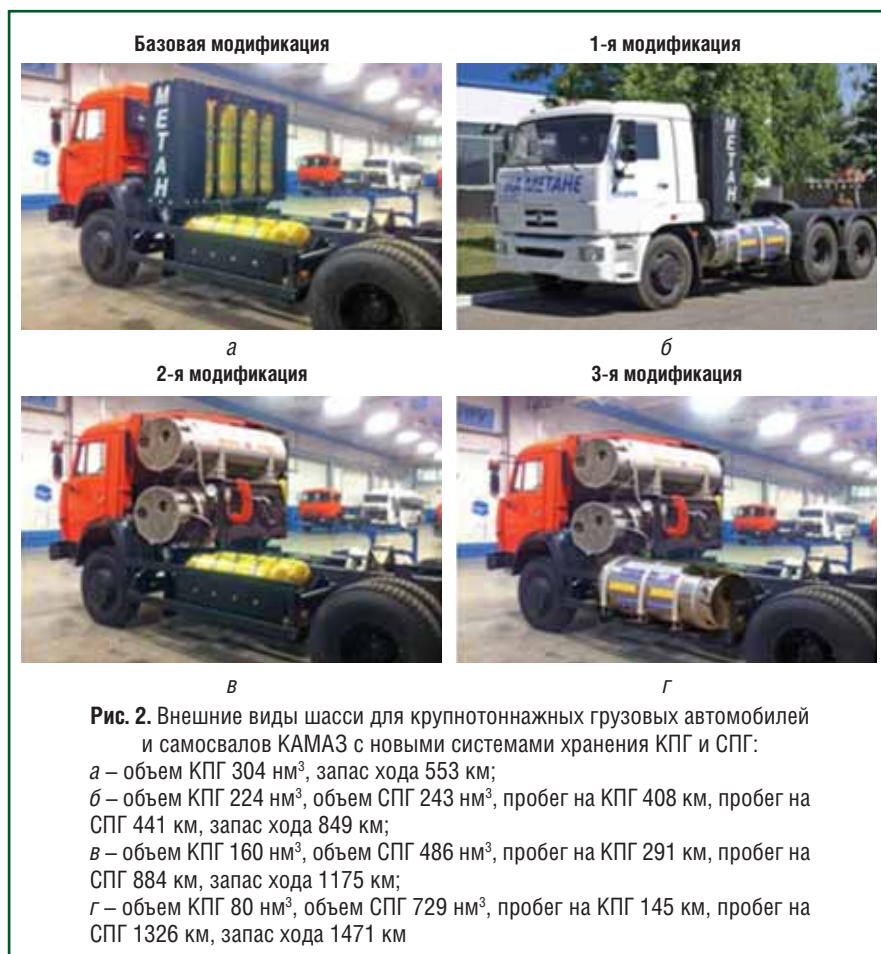 Базовая модификация
1-я модификация
МЕТАН
МЕТАН
НА МЕТАНЕ
а
б
2-я модификация
3-я модификация
в
г
Рис. 2. Внешние виды шасси для крупнотоннажных грузовых автомобилей
и самосвалов КАМАЗ с новыми системами хранения КПГ и СПГ:
а – объем КПГ 304 нм³, запас хода 553 км;
б – объем КПГ 224 нм³, объем СПГ 243 нм³, пробег на КПГ 408 км, пробег на
СПГ 441 км, запас хода 849 км;
в – объем КПГ 160 нм³, объем СПГ 486 нм³, пробег на КПГ 291 км, пробег на
СПГ 884 км, запас хода 1175 км;
г – объем КПГ 80 нм³, объем СПГ 729 нм³, пробег на КПГ 145 км, пробег на
СПГ 1326 км, запас хода 1471 км